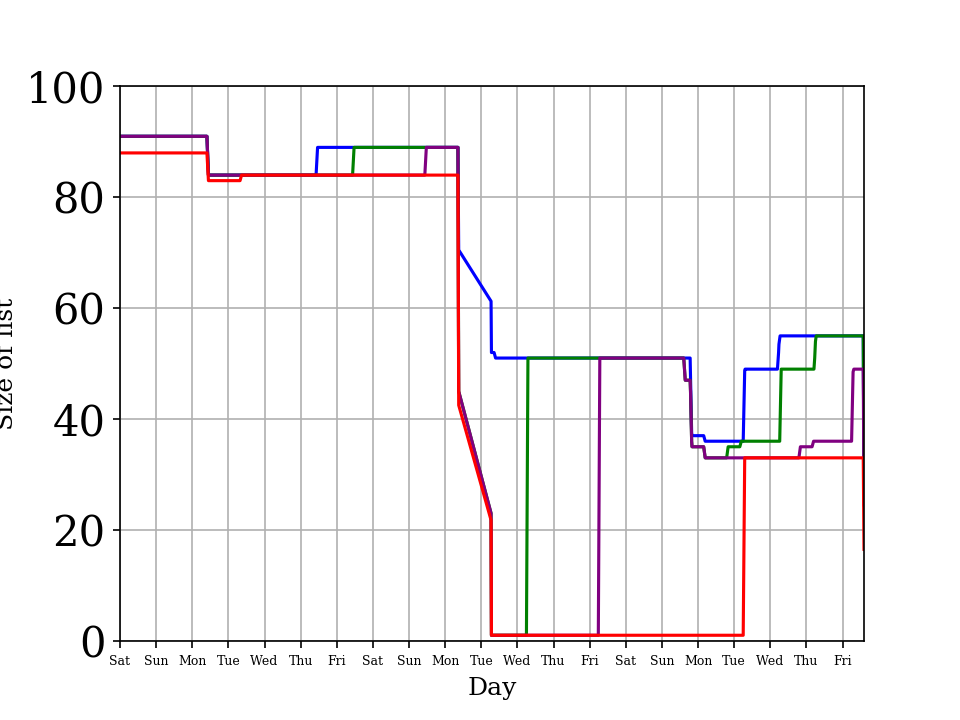 100
80
60
40
20
0
Size of list
Sat Sun Mon Tue Wed Thu Fri Sat Sun Mon Tue Wed Thu Fri Sat Sun Mon Tue Wed Thu Fri
Day